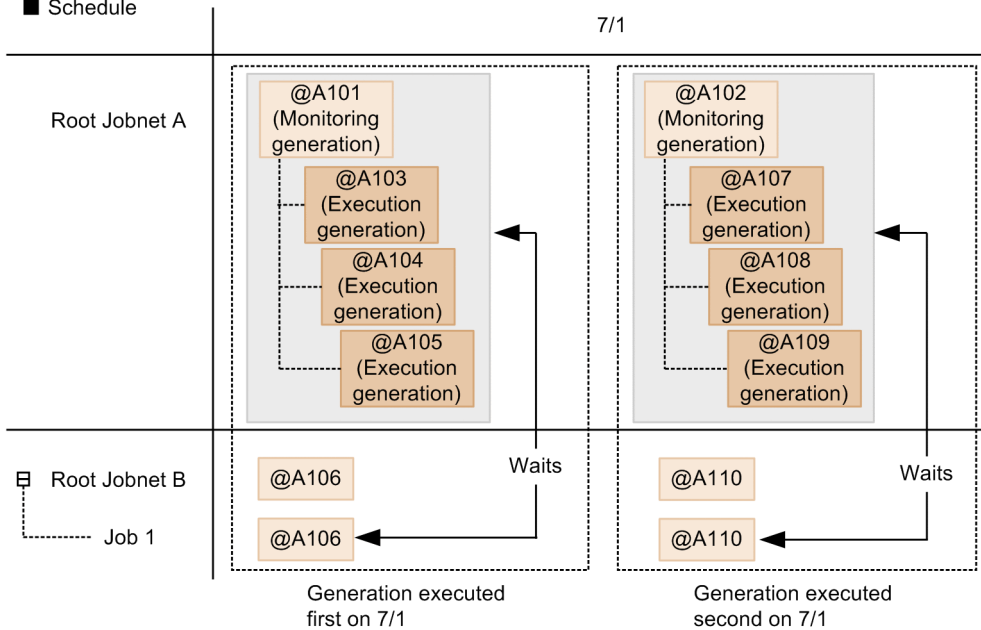 Schedule
7/1
Root Jobnet A
@A101
(Monitoring
generation)
@A103
(Execution
generation)
@A104
(Execution
generation)
@A105
(Execution
generation)
@A102
(Monitoring
generation)
@A107
(Execution
generation)
@A108
(Execution
generation)
@A109
(Execution
generation)
Root Jobnet B
@A106
Waits
@A110
Waits
Job 1
@A106
@A110
Generation executed
first on 7/1
Generation executed
second on 7/1